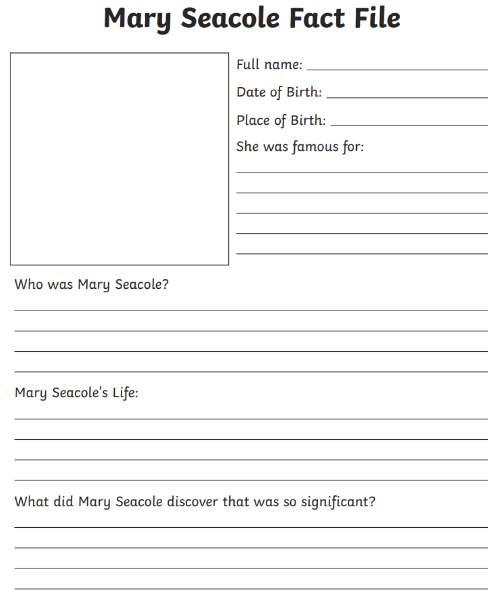 Mary Seacole Fact File
Full name:
Date of Birth:
Place of Birth:
She was famous for:
Who was Mary Seacole?
Mary Seacole's Life:
What did Mary Seacole discover that was so significant?